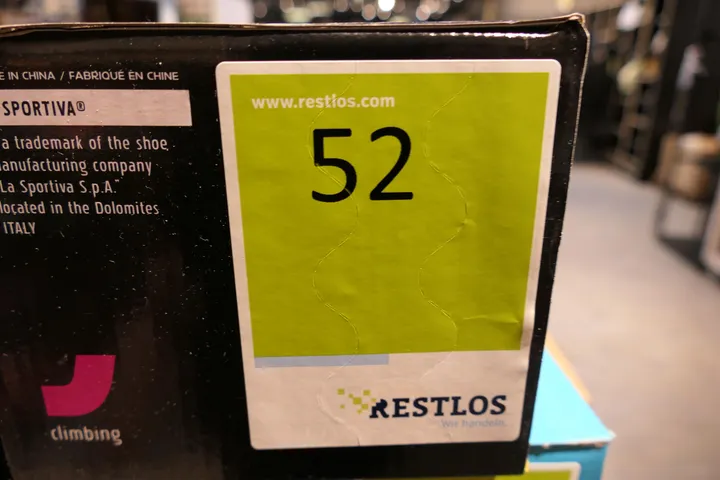 E IN CHINA / FABRIQUÉ EN CHINE
SPORTIVA®
a trademark of the shoe
anufacturing company
"La Sportiva S.p.A."
located in the Dolomites
ITALY
climbing
www.restlos.com
52
RESTLOS
Wir handeln.